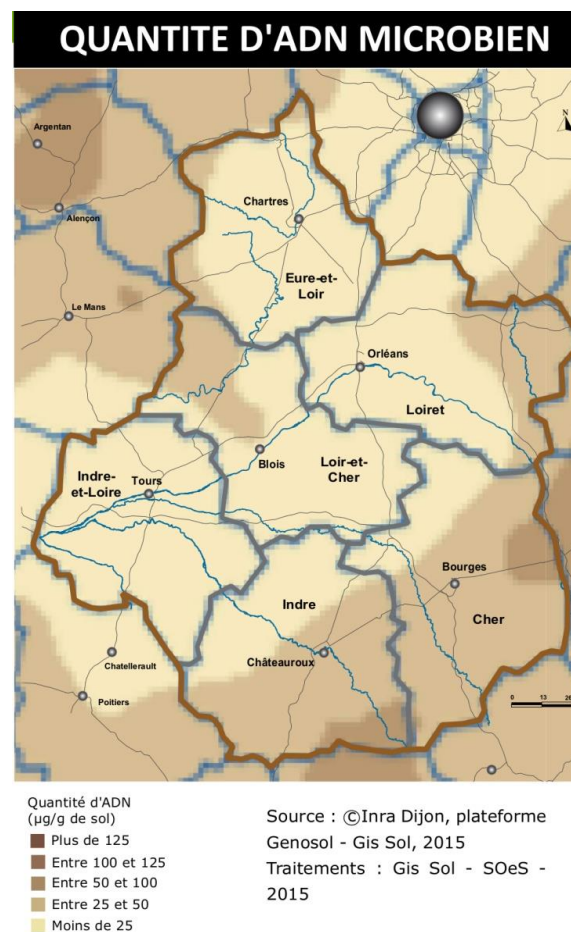 QUANTITE D'ADN MICROBIEN
Argentan
Alençon
Chartres
Eure-et-
Loir
Le Mans
Orléans
Loiret
Indre-
et-Loire
Tours
Blois
Loir-et-
Cher
Bourges
Indre
Cher
Châteauroux
Chatellerault
Poitiers
0 13 26
Quantité d'ADN
(µg/g de sol)
Plus de 125
Entre 100 et 125
Entre 50 et 100
Entre 25 et 50
Moins de 25
Source : ©Inra Dijon, plateforme
Genosol - Gis Sol, 2015
Traitements : Gis Sol - SOeS -
2015